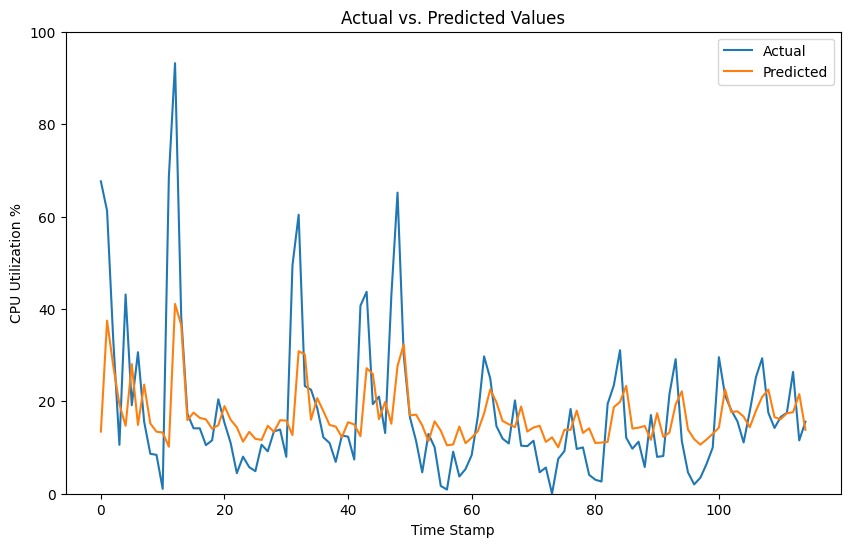 Actual vs. Predicted Values
Actual
Predicted
CPU Utilization %
100
80
60
40
20
0
0 20 40 60 80 100
Time Stamp